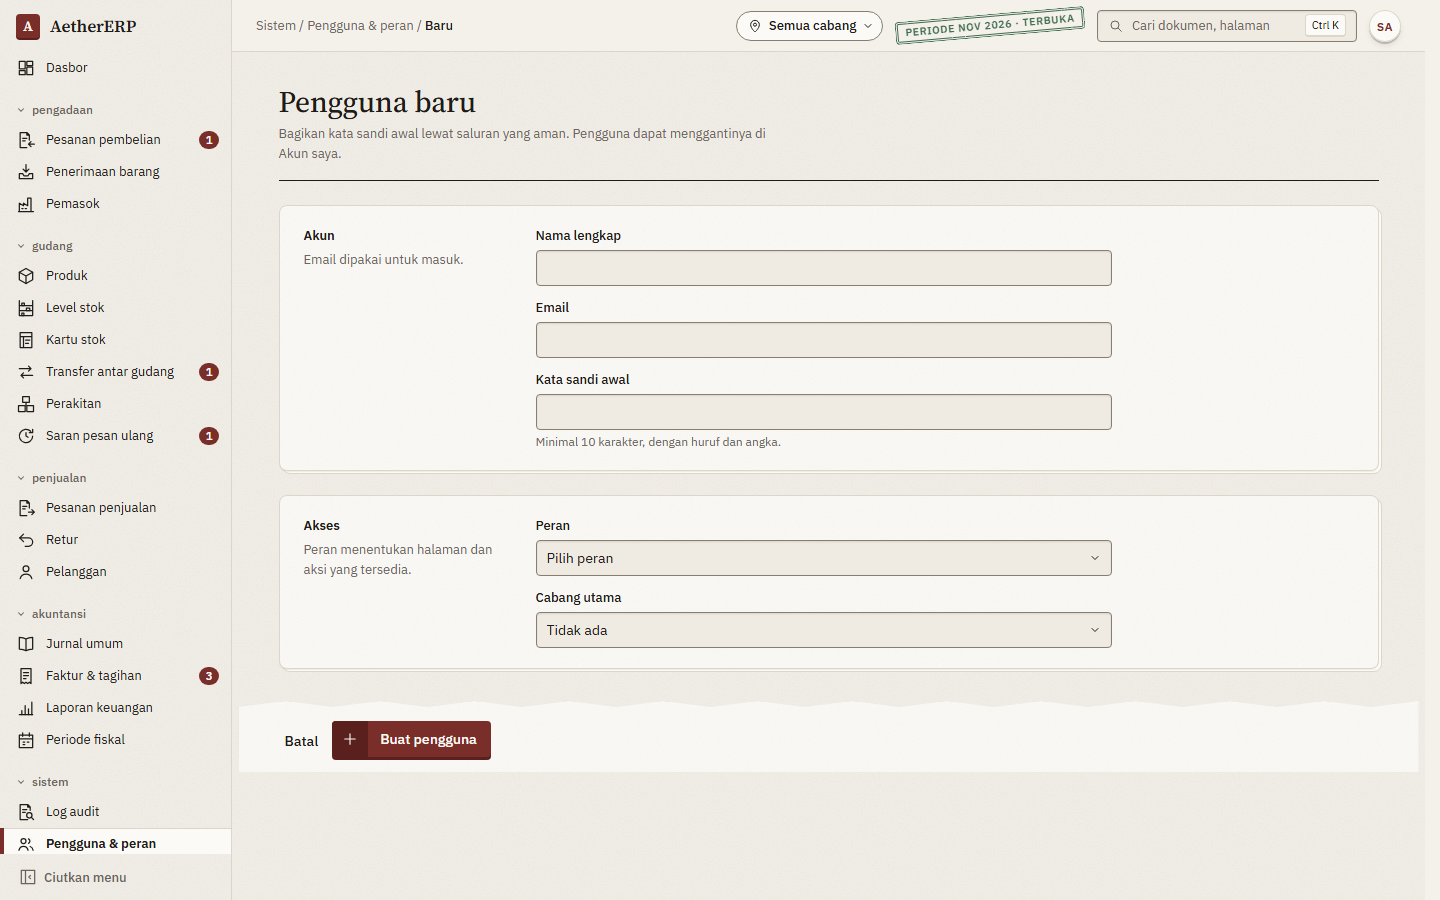 A AetherERP
Dasbor
pengadaan
Pesanan pembelian 1
Penerimaan barang
Pemasok
gudang
Produk
Level stok
Kartu stok
Transfer antar gudang 1
Perakitan
Saran pesan ulang 1
penjualan
Pesanan penjualan
Retur
Pelanggan
akuntansi
Jurnal umum
Faktur & tagihan 3
Laporan keuangan
Periode fiskal
sistem
Log audit
Pengguna & peran
Ciutkan menu
Sistem / Pengguna & peran / Baru
Semua cabang
PERIODE NOV 2026 · TERBUKA
Cari dokumen, halaman Ctrl K
SA
Pengguna baru
Bagikan kata sandi awal lewat saluran yang aman. Pengguna dapat menggantinya di
Akun saya.
Akun
Email dipakai untuk masuk.
Nama lengkap
Email
Kata sandi awal
Minimal 10 karakter, dengan huruf dan angka.
Akses
Peran menentukan halaman dan
aksi yang tersedia.
Peran
Pilih peran
Cabang utama
Tidak ada
Batal
Buat pengguna